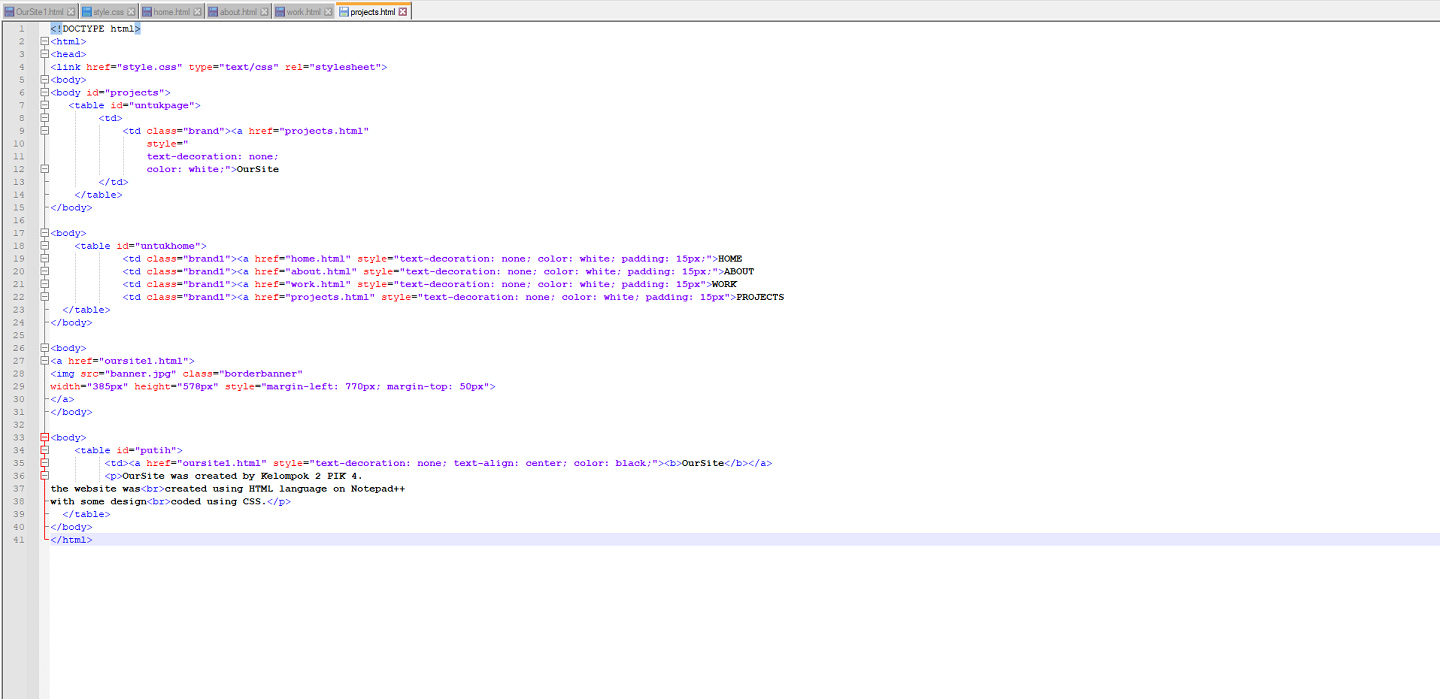 OurSite1.html style.css home.html about.html work.html projects.html
1 <!DOCTYPE html>
2 <html>
3 <head>
4 <link href="style.css" type="text/css" rel="stylesheet">
5 <body>
6 <body id="projects">
7 <table id="untukpage">
8 <td>
9 <td class="brand"><a href="projects.html"
10 style="
11 text-decoration: none;
12 color: white;">OurSite
13 </td>
14 </table>
15 </body>
16
17 <body>
18 <table id="untukhome">
19 <td class="brand1"><a href="home.html" style="text-decoration: none; color: white; padding: 15px;">HOME
20 <td class="brand1"><a href="about.html" style="text-decoration: none; color: white; padding: 15px;">ABOUT
21 <td class="brand1"><a href="work.html" style="text-decoration: none; color: white; padding: 15px">WORK
22 <td class="brand1"><a href="projects.html" style="text-decoration: none; color: white; padding: 15px">PROJECTS
23 </table>
24 </body>
25
26 <body>
27 <a href="oursite1.html">
28 <img src="banner.jpg" class="borderbanner"
29 width="385px" height="578px" style="margin-left: 770px; margin-top: 50px">
30 </a>
31 </body>
32
33 <body>
34 <table id="putih">
35 <td><a href="oursite1.html" style="text-decoration: none; text-align: center; color: black;"><b>OurSite</b></a>
36 <p>OurSite was created by Kelompok 2 PIK 4.
37 the website was<br>created using HTML language on Notepad++
38 with some design<br>coded using CSS.</p>
39 </table>
40 </body>
41 </html>